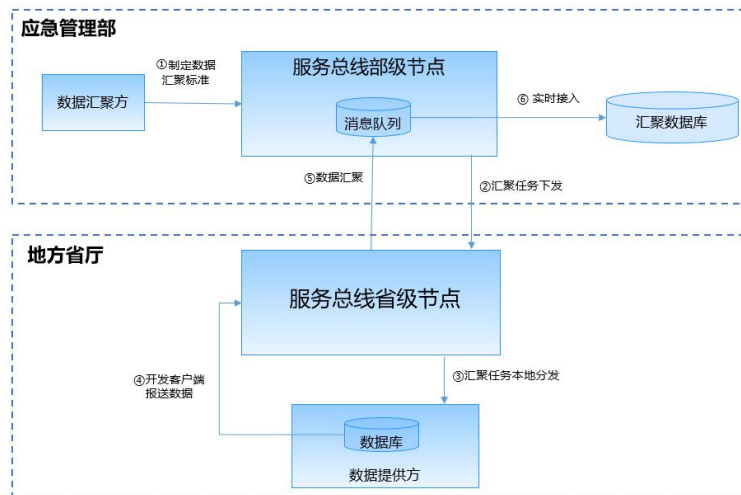 应急管理部
服务总线部级节点
①制定数据
汇聚标准
数据汇聚方
⑥ 实时接入
消息队列
汇聚数据库
⑤数据汇聚
②汇聚任务下发
地方省厅
服务总线省级节点
④开发客户端
报送数据
③汇聚任务本地分发
数据库
数据提供方